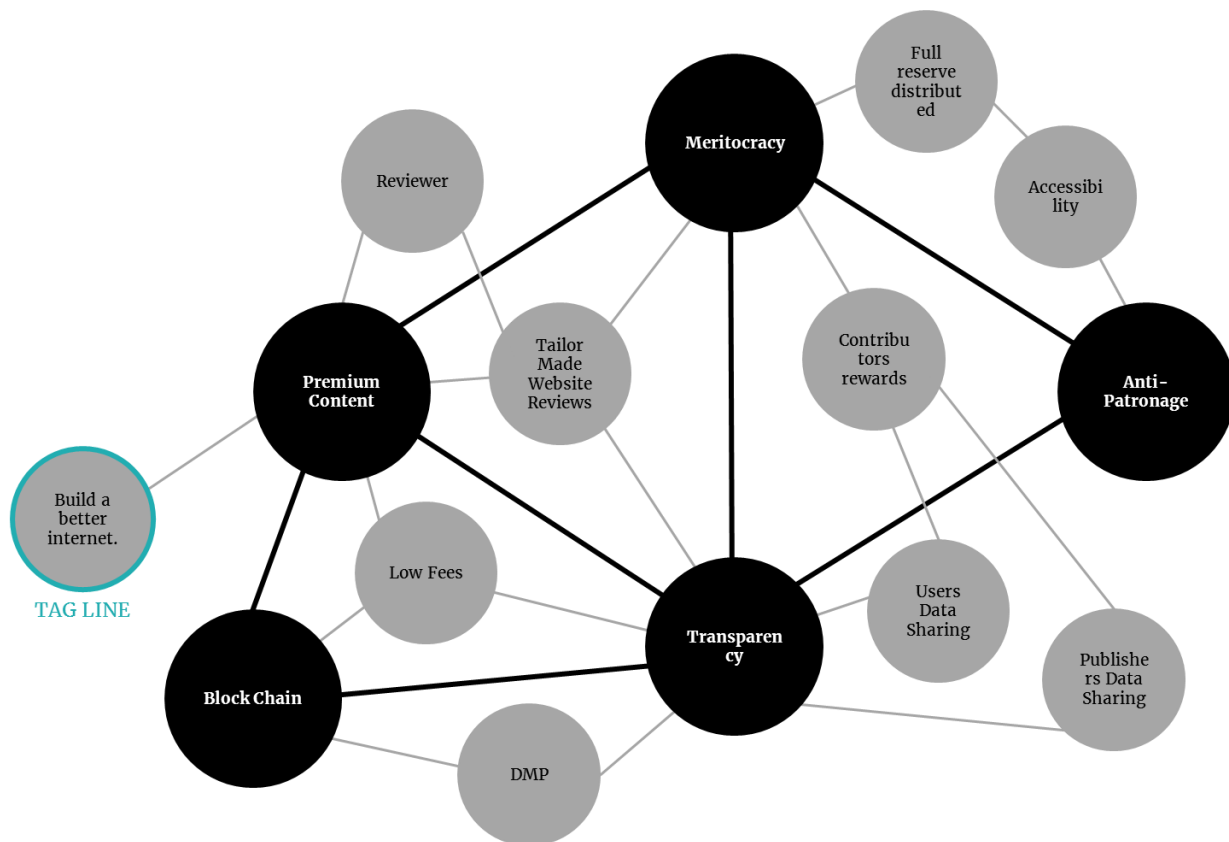 Full
reserve
distribut
ed
Meritocracy
Reviewer
Accessibi
lity
Tailor
Made
Website
Reviews
Contribu
tors
rewards
Premium
Content
Anti-
Patronage
Build a
better
internet.
TAG LINE
Low Fees
Users
Data
Sharing
Transparen
cy
Publishe
rs Data
Sharing
Block Chain
DMP